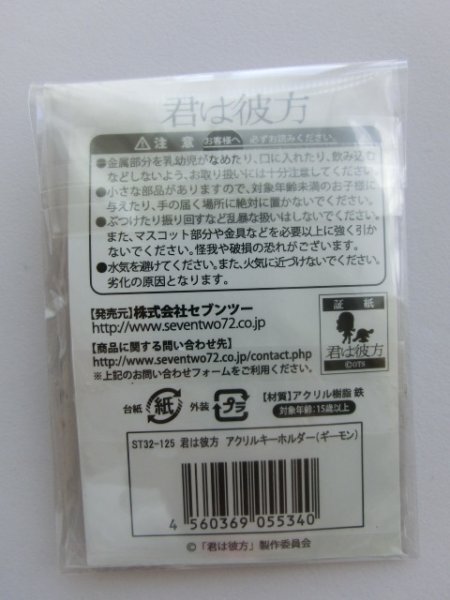 君は彼方
注意 お客様へ 必ずお読みください。
●金属部分を乳幼児がなめたり、口に入れたり、飲み込む
などしないよう、お取り扱いには十分注意してください。
●小さな部品がありますので、対象年齢未満のお子様に
与えたり、手の届く場所に絶対に置かないでください。
●ぶつけたり振り回すなど乱暴な扱いはしないでください。
また、マスコット部分や金具などを必要以上に強く引か
ないでください。怪我や破損の恐れがございます。
●水気を避けてください。また、火気に近づけないでください。
劣化の原因となります。
【発売元】株式会社セブンツー
http://www.seventwo72.co.jp
【商品に関する問い合わせ先】
http://www.seventwo72.co.jp/contact.php
※上記のお問い合わせフォームをご利用ください。
証紙
君は彼方
©OTS
台紙 紙 外装 プラ
【材質】アクリル樹脂 鉄
対象年齢:15歳以上
ST32-125 君は彼方 アクリルキーホルダー(ギーモン)
4 560369 055340
©「君は彼方」製作委員会